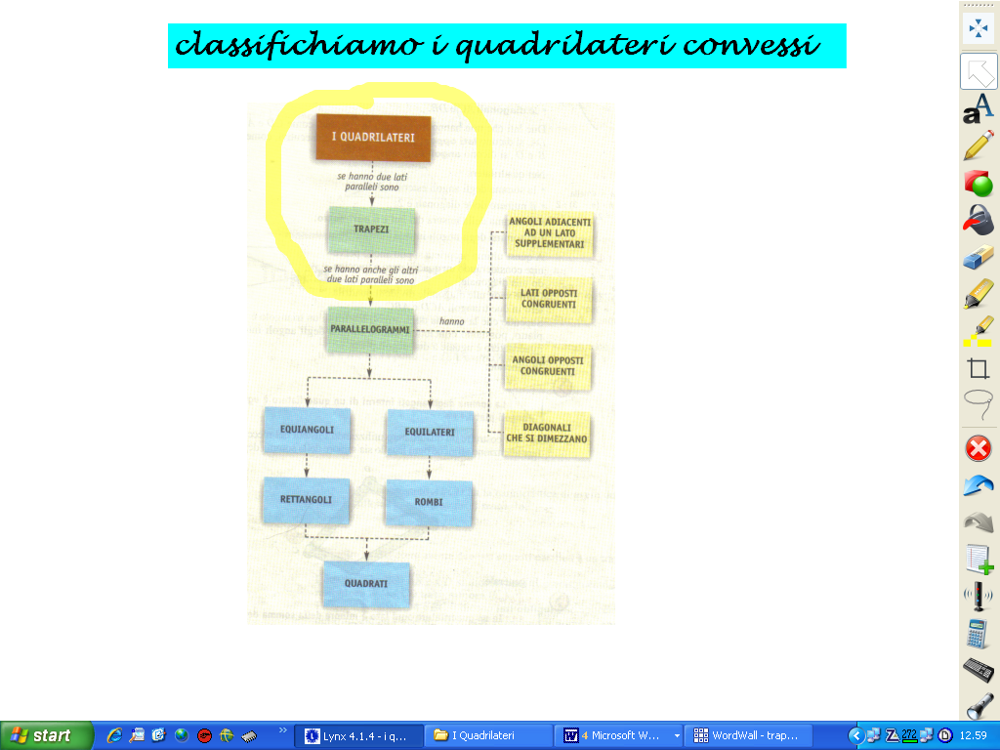 classifichiamo i quadrilateri convessi
I QUADRILATERI
se hanno due lati
paralleli sono
TRAPEZI
se hanno anche gli altri
due lati paralleli sono
PARALLELOGRAMMI
hanno
ANGOLI ADIACENTI
AD UN LATO
SUPPLEMENTARI
LATI OPPOSTI
CONGRUENTI
ANGOLI OPPOSTI
CONGRUENTI
DIAGONALI
CHE SI DIMEZZANO
EQUIANGOLI
EQUILATERI
RETTANGOLI
ROMBI
QUADRATI
start
Lynx 4.1.4 - i q...
I Quadrilateri
4 Microsoft W...
WordWall - trap...
272
12.59